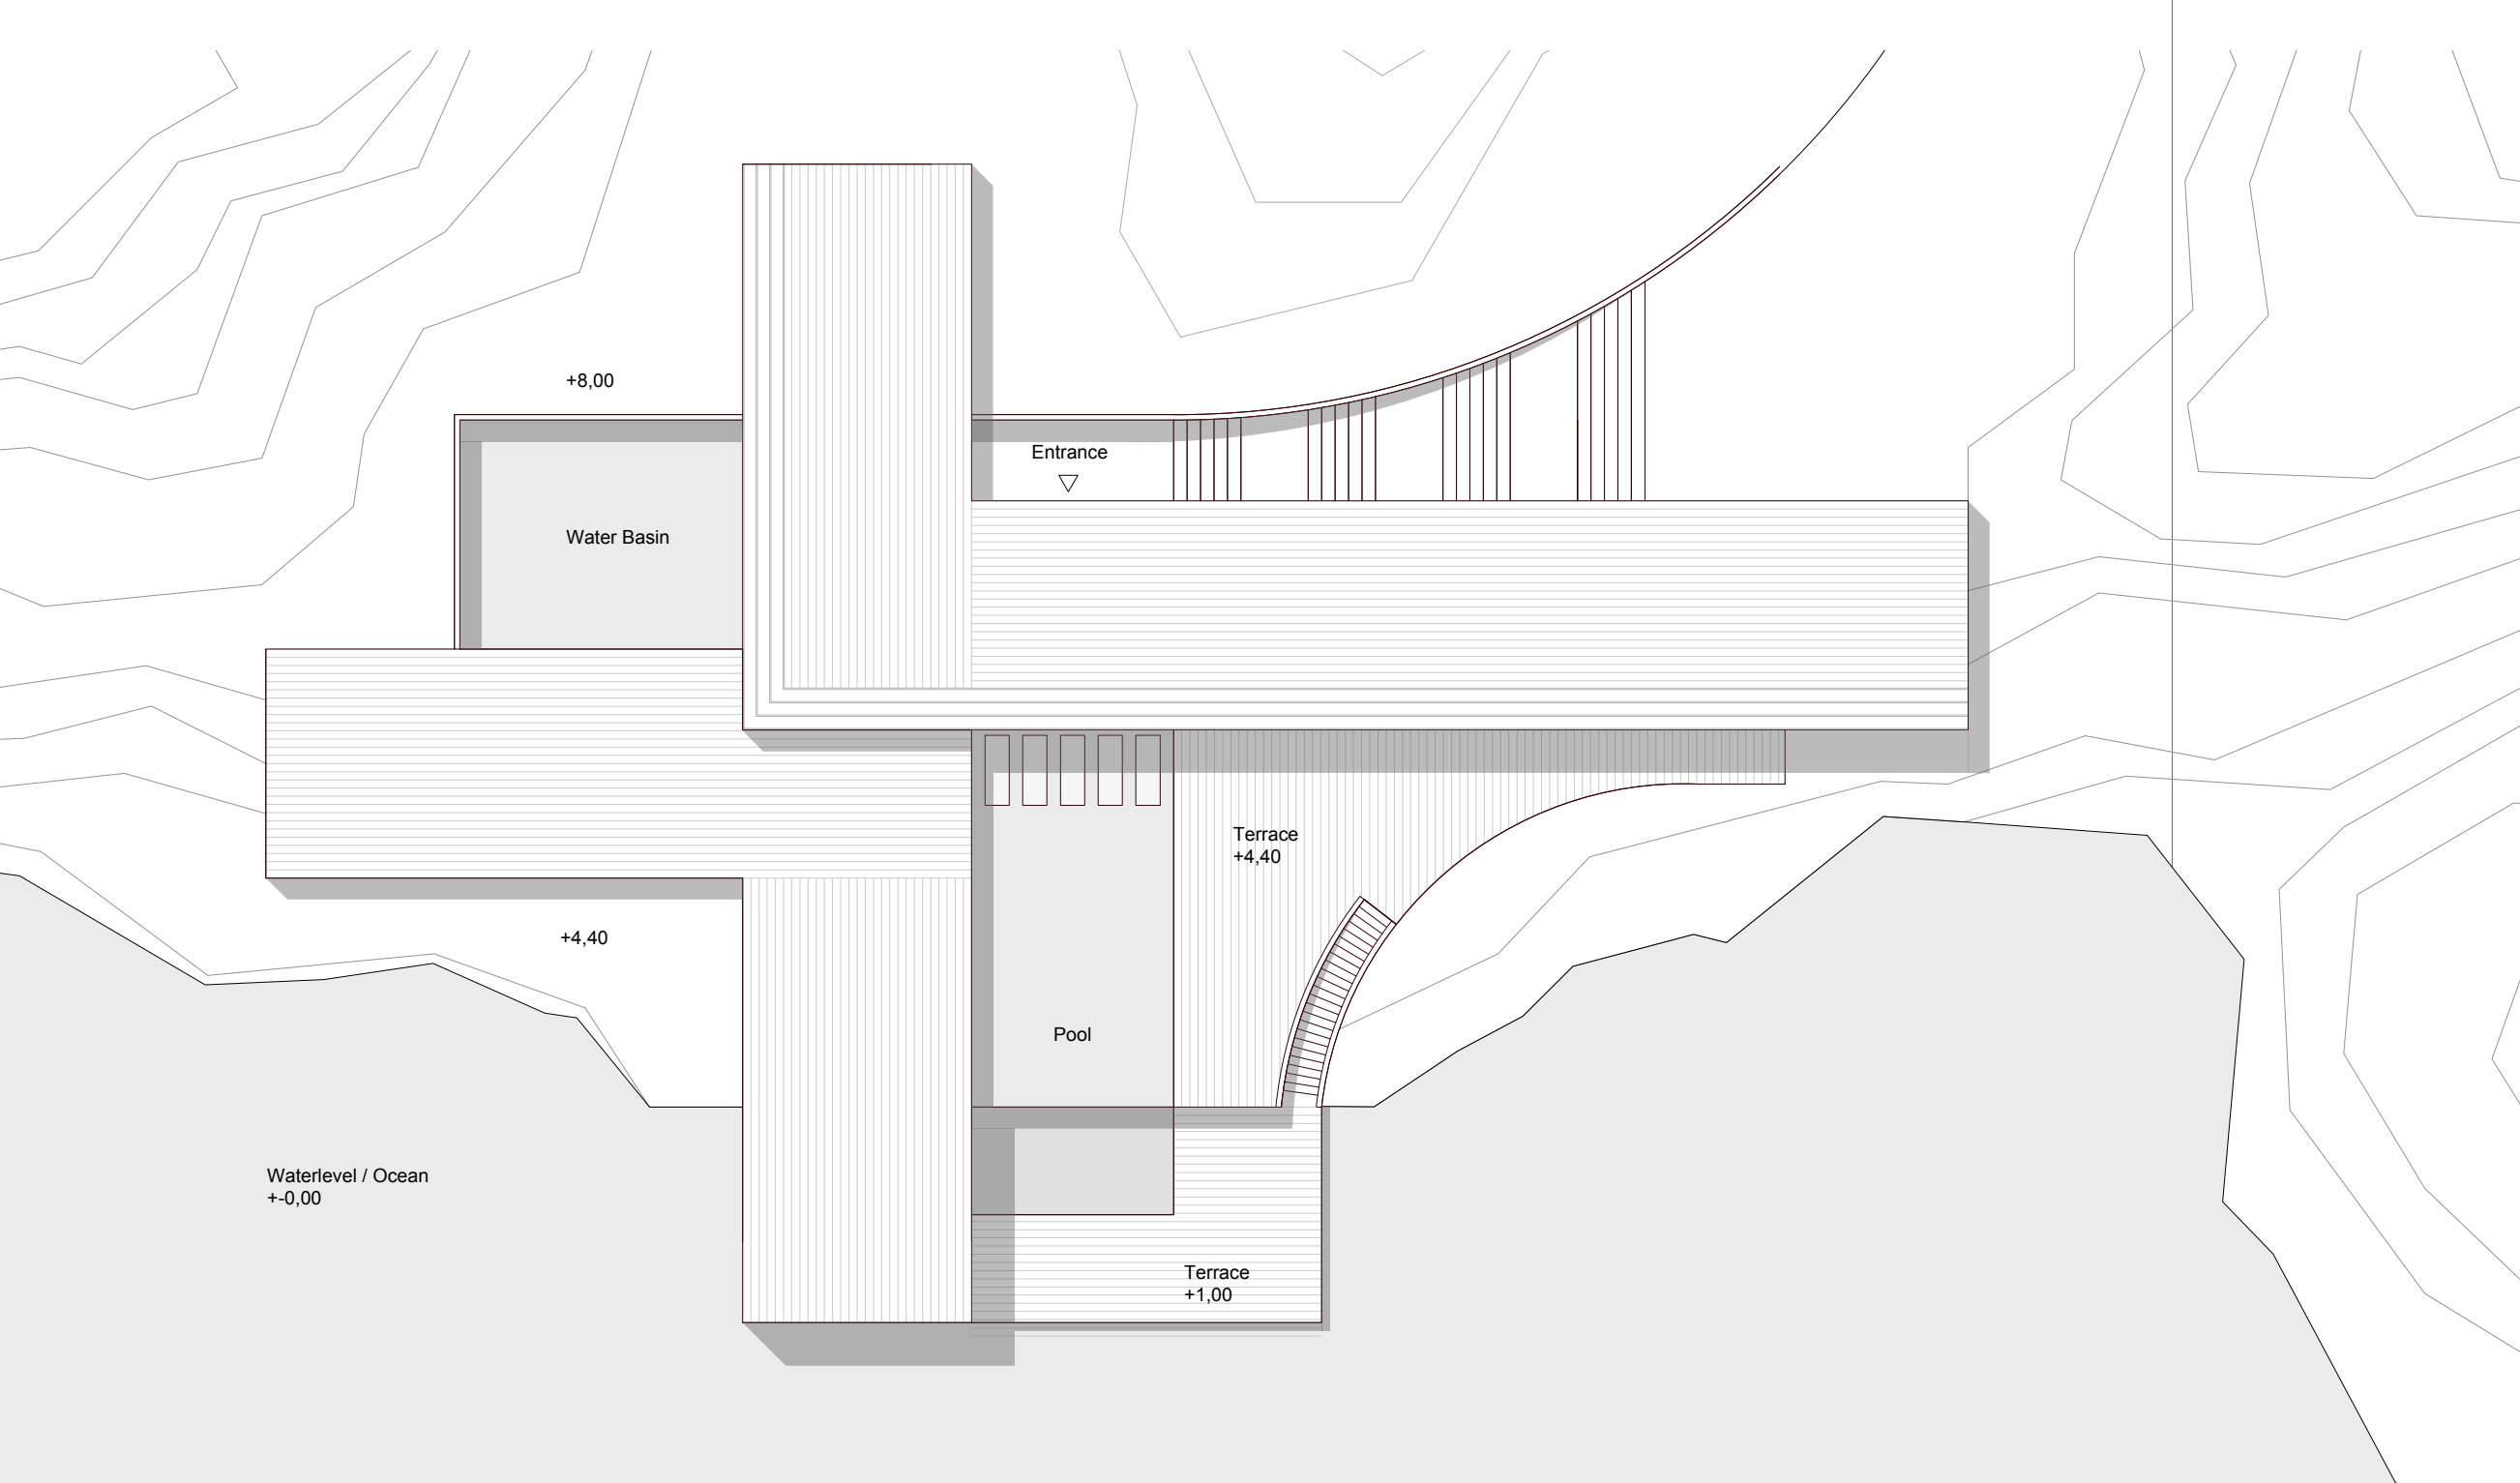 +8,00
Entrance
Water Basin
Terrace
+4,40
+4,40
Pool
Waterlevel / Ocean
+-0,00
Terrace
+1,00